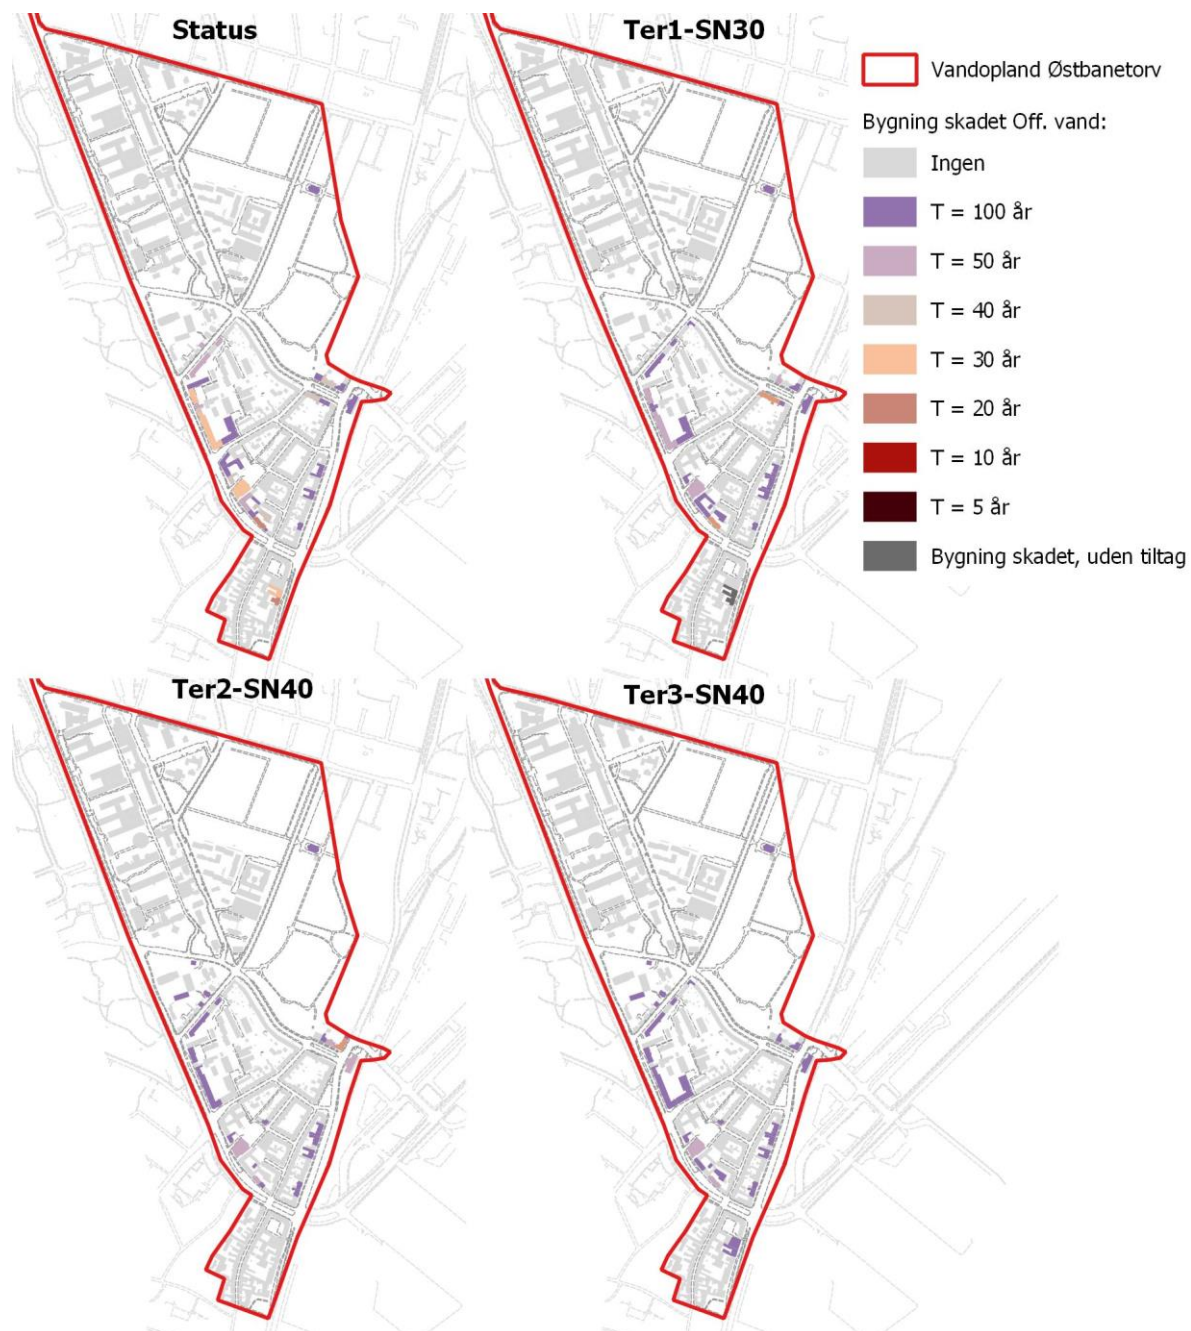 Status
Ter1-SN30
Vandopland Østbanetorv
Bygning skadet Off. vand:
Ingen
T = 100 år
T = 50 år
T = 40 år
T = 30 år
T = 20 år
T = 10 år
T = 5 år
Bygning skadet, uden tiltag
Ter2-SN40
Ter3-SN40